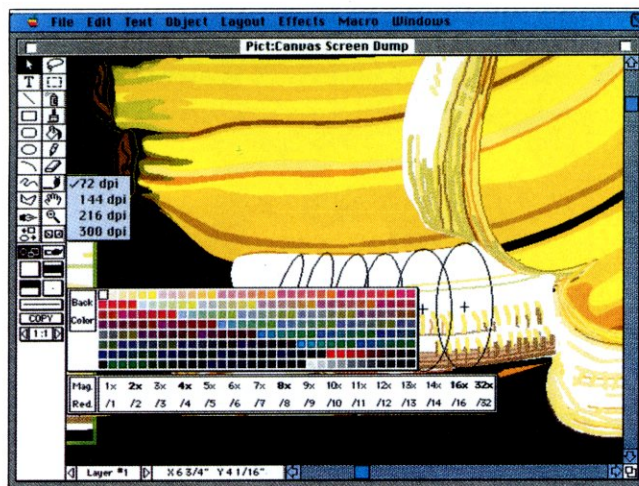 File Edit Text Object Layout Effects Macro Windows
Pict:Canvas Screen Dump
T
✓72 dpi
144 dpi
216 dpi
300 dpi
Back
Color
COPY
1:1
Mag. 1x 2x 3x 4x 5x 6x 7x 8x 9x 10x 11x 12x 13x 14x 16x 32x
Red. /1 /2 /3 /4 /5 /6 /7 /8 /9 /10 /11 /12 /13 /14 /16 /32
Layer #1 X 6 3/4" Y 4 1/16"